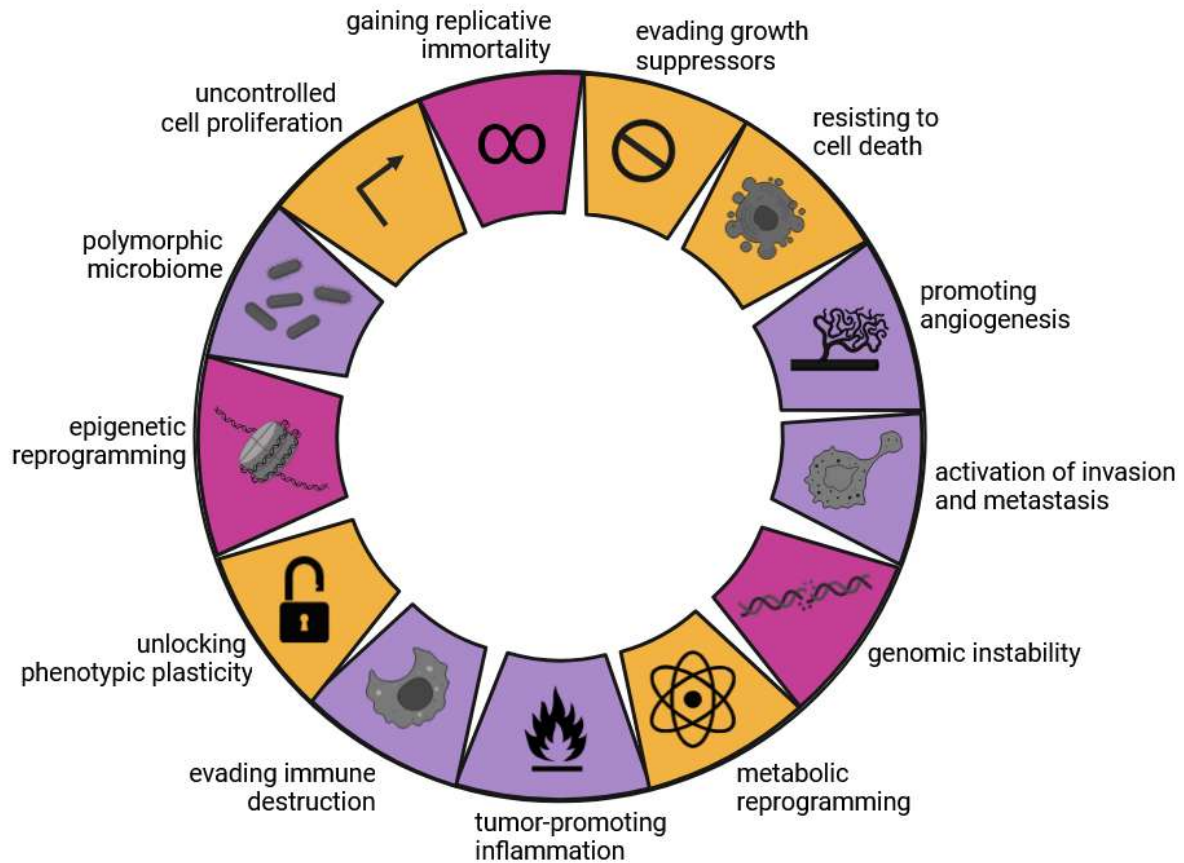 gaining replicative
immortality
evading growth
suppressors
resisting to
cell death
promoting
angiogenesis
activation of invasion
and metastasis
genomic instability
metabolic
reprogramming
tumor-promoting
inflammation
evading immune
destruction
unlocking
phenotypic plasticity
epigenetic
reprogramming
polymorphic
microbiome
uncontrolled
cell proliferation